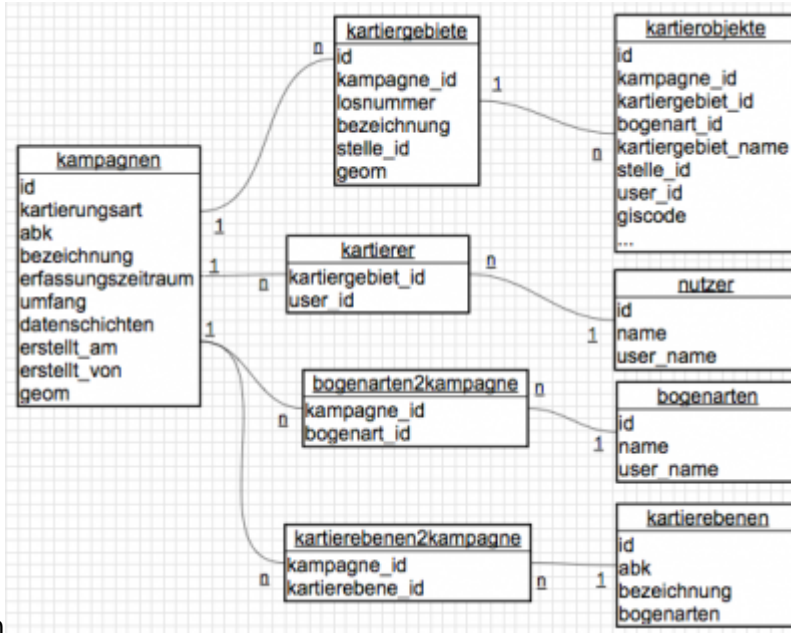 kartiergebiete
id
kampagne_id
losnummer
bezeichnung
stelle_id
geom
kartierobjekte
id
kampagne_id
kartiergebiet_id
bogenart_id
kartiergebiet_name
stelle_id
user_id
giscode
...
kampagnen
id
kartierungsart
abk
bezeichnung
erfassungszeitraum
umfang
datenschichten
erstellt_am
erstellt_von
geom
kartierer
kartiergebiet_id
user_id
nutzer
id
name
user_name
bogenarten2kampagne
kampagne_id
bogenart_id
bogenarten
id
name
user_name
kartierebenen2kampagne
kampagne_id
kartierebene_id
kartierebenen
id
abk
bezeichnung
bogenarten
n
1
1
n
1
n
n
1
1
n
n
1
n
n
1